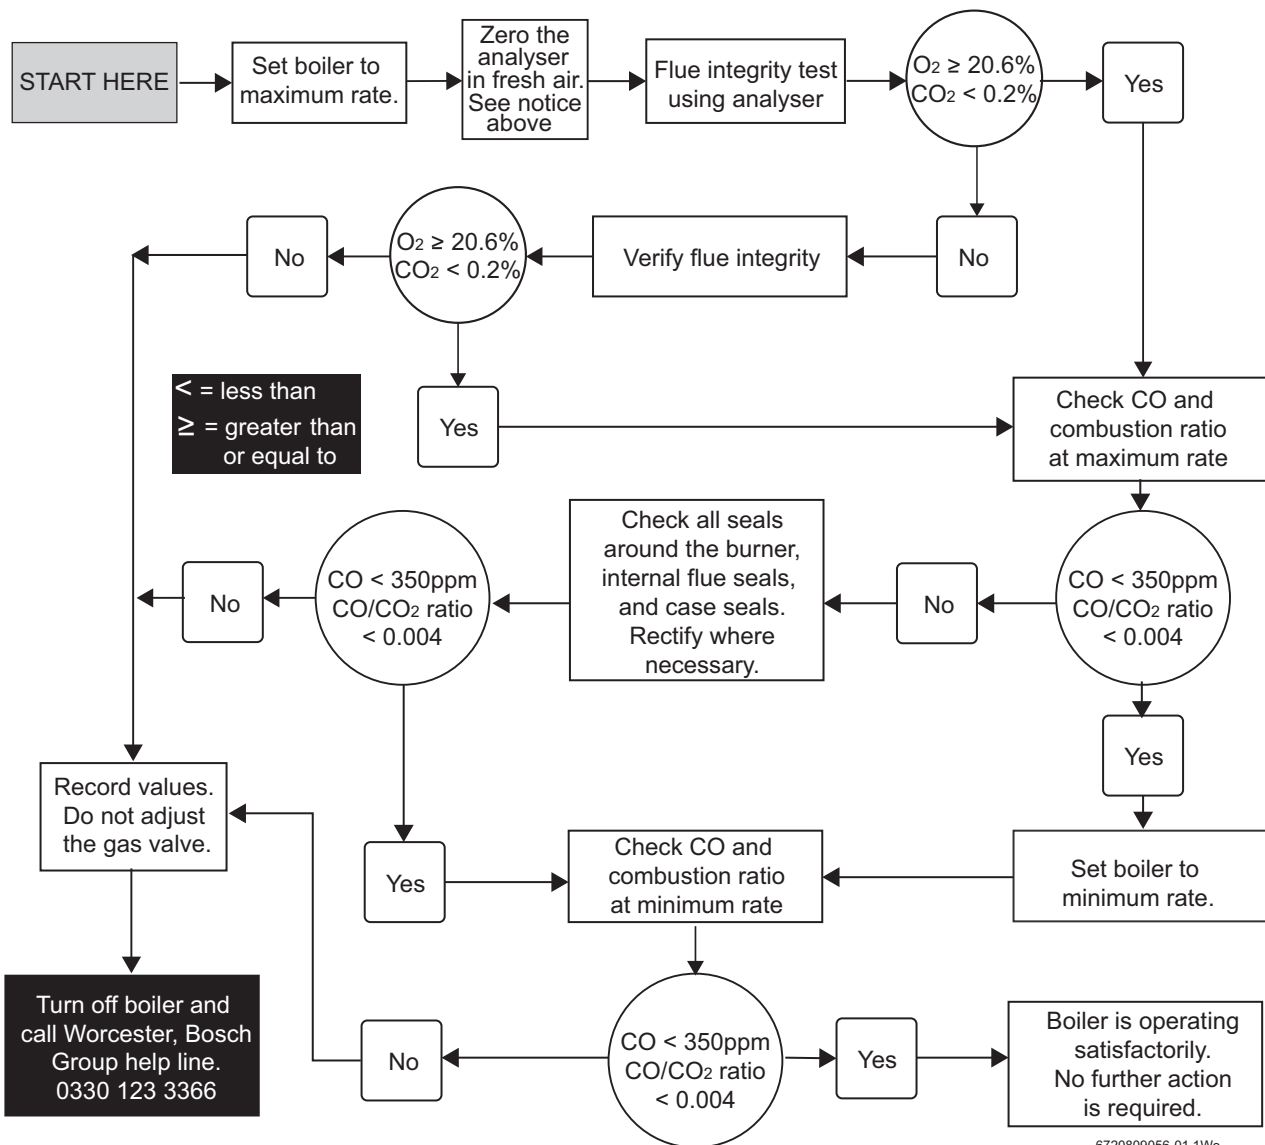 START HERE
Set boiler to
maximum rate.
Zero the
analyser
in fresh air.
See notice
above
Flue integrity test
using analyser
O2 ≥ 20.6%
CO2 < 0.2%
Yes
No
O2 ≥ 20.6%
CO2 < 0.2%
Verify flue integrity
No
< = less than
≥ = greater than
or equal to
Yes
Check CO and
combustion ratio
at maximum rate
No
CO < 350ppm
CO/CO2 ratio
< 0.004
Check all seals
around the burner,
internal flue seals,
and case seals.
Rectify where
necessary.
No
CO < 350ppm
CO/CO2 ratio
< 0.004
Yes
Record values.
Do not adjust
the gas valve.
Yes
Check CO and
combustion ratio
at minimum rate
Set boiler to
minimum rate.
Turn off boiler and
call Worcester, Bosch
Group help line.
0330 123 3366
No
CO < 350ppm
CO/CO2 ratio
< 0.004
Yes
Boiler is operating
satisfactorily.
No further action
is required.